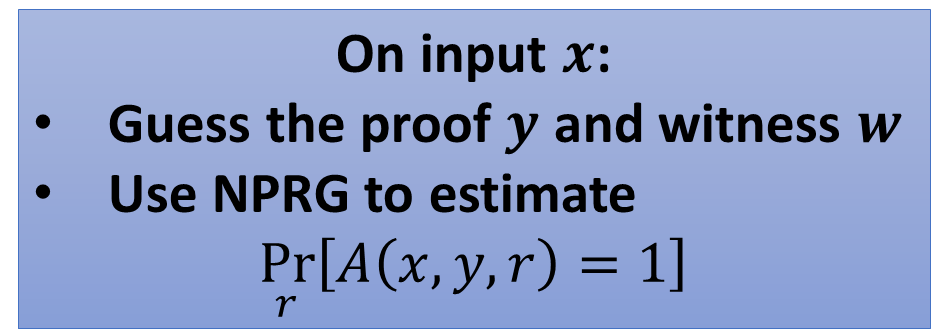 On input x:
• Guess the proof y and witness w
• Use NPRG to estimate
Pr[A(x, y, r) = 1]
r